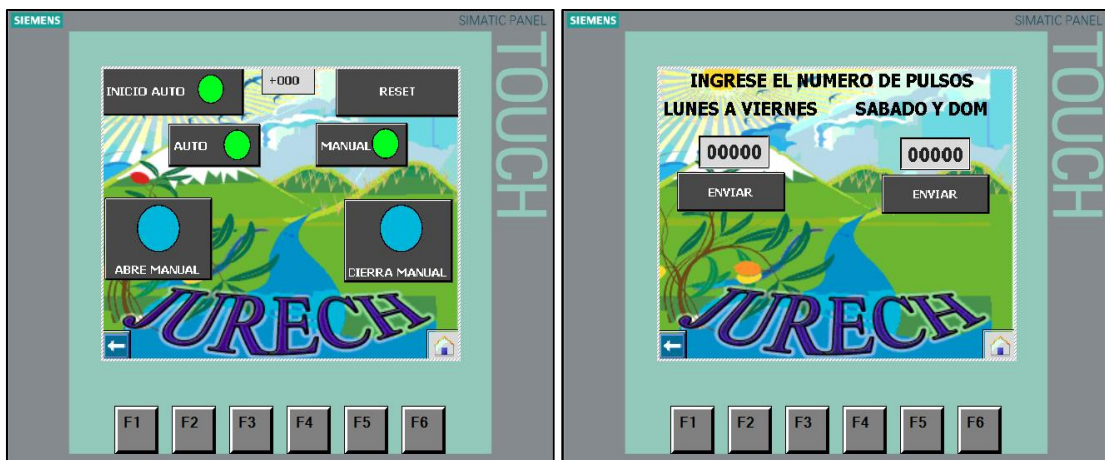 SIEMENS
SIMATIC PANEL
TOUCH
INICIO AUTO
+000
RESET
AUTO
MANUAL
ABRE MANUAL
CIERRA MANUAL
JURECH
F1 F2 F3 F4 F5 F6
SIEMENS
SIMATIC PANEL
TOUCH
INGRESE EL NUMERO DE PULSOS
LUNES A VIERNES SABADO Y DOM
00000 00000
ENVIAR ENVIAR
JURECH
F1 F2 F3 F4 F5 F6